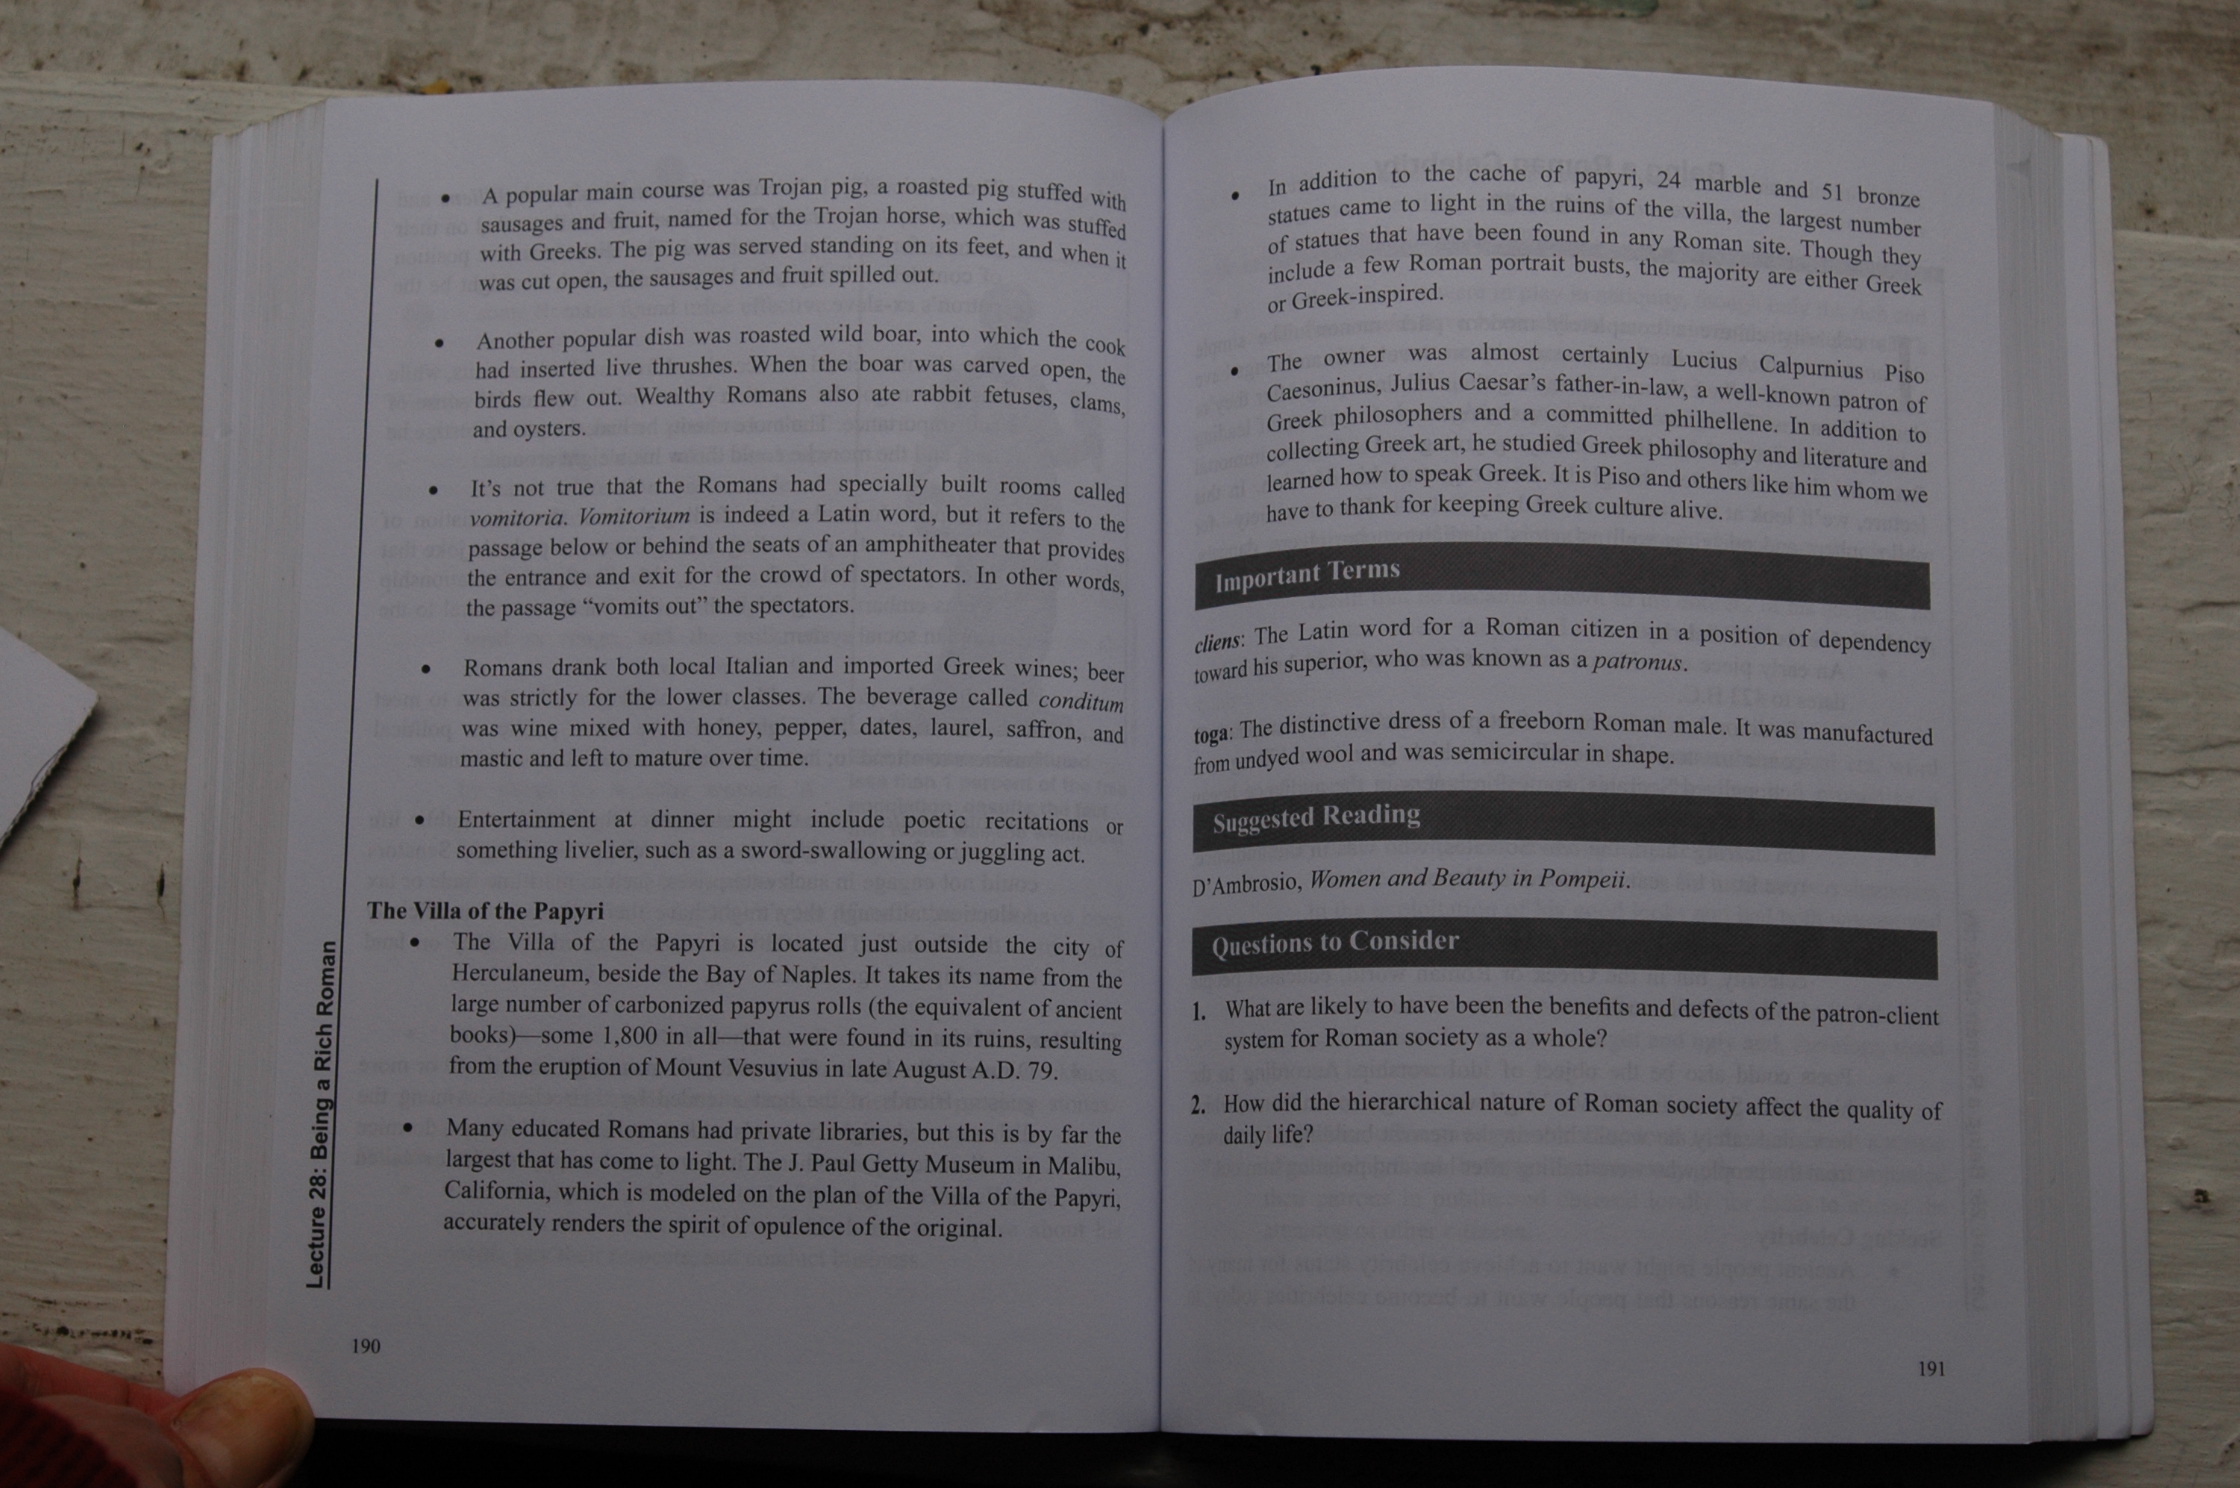 • A popular main course was Trojan pig, a roasted pig stuffed with
sausages and fruit, named for the Trojan horse, which was stuffed
with Greeks. The pig was served standing on its feet, and when it
was cut open, the sausages and fruit spilled out.
• Another popular dish was roasted wild boar, into which the cook
had inserted live thrushes. When the boar was carved open, the
birds flew out. Wealthy Romans also ate rabbit fetuses, clams,
and oysters.
• It’s not true that the Romans had specially built rooms called
vomitoria. Vomitorium is indeed a Latin word, but it refers to the
passage below or behind the seats of an amphitheater that provides
the entrance and exit for the crowd of spectators. In other words,
the passage “vomits out” the spectators.
• Romans drank both local Italian and imported Greek wines; beer
was strictly for the lower classes. The beverage called conditum
was wine mixed with honey, pepper, dates, laurel, saffron, and
mastic and left to mature over time.
• Entertainment at dinner might include poetic recitations or
something livelier, such as a sword-swallowing or juggling act.
The Villa of the Papyri
• The Villa of the Papyri is located just outside the city of
Herculaneum, beside the Bay of Naples. It takes its name from the
large number of carbonized papyrus rolls (the equivalent of ancient
books)—some 1,800 in all—that were found in its ruins, resulting
from the eruption of Mount Vesuvius in late August A.D. 79.
• Many educated Romans had private libraries, but this is by far the
largest that has come to light. The J. Paul Getty Museum in Malibu,
California, which is modeled on the plan of the Villa of the Papyri,
accurately renders the spirit of opulence of the original.
Lecture 28: Being a Rich Roman
190
• In addition to the cache of papyri, 24 marble and 51 bronze
statues came to light in the ruins of the villa, the largest number
of statues that have been found in any Roman site. Though they
include a few Roman portrait busts, the majority are either Greek
or Greek-inspired.
• The owner was almost certainly Lucius Calpurnius Piso
Caesoninus, Julius Caesar’s father-in-law, a well-known patron of
Greek philosophers and a committed philhellene. In addition to
collecting Greek art, he studied Greek philosophy and literature and
learned how to speak Greek. It is Piso and others like him whom we
have to thank for keeping Greek culture alive.
Important Terms
cliens: The Latin word for a Roman citizen in a position of dependency
toward his superior, who was known as a patronus.
toga: The distinctive dress of a freeborn Roman male. It was manufactured
from undyed wool and was semicircular in shape.
Suggested Reading
D’Ambrosio, Women and Beauty in Pompeii.
Questions to Consider
1. What are likely to have been the benefits and defects of the patron-client
system for Roman society as a whole?
2. How did the hierarchical nature of Roman society affect the quality of
daily life?
191